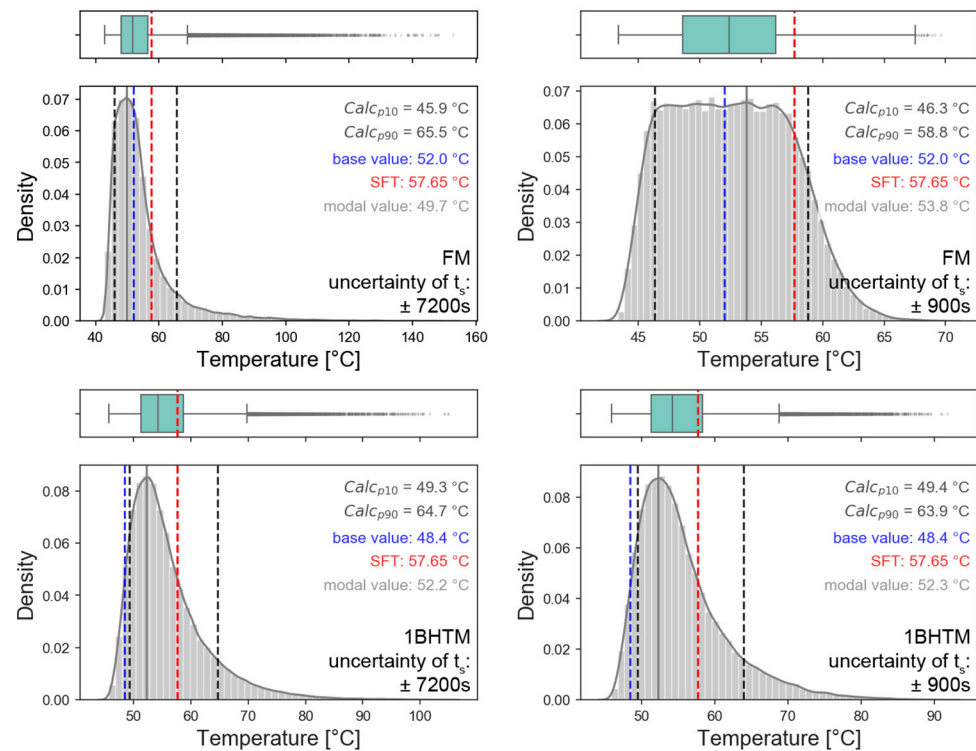 40 60 80 100 120 140 160
45 50 55 60 65 70
Density
0.07
0.06
0.05
0.04
0.03
0.02
0.01
0.00
Calc_p10 = 45.9 °C
Calc_p90 = 65.5 °C
base value: 52.0 °C
SFT: 57.65 °C
modal value: 49.7 °C
FM
uncertainty of t_s:
± 7200s
Temperature [°C]
Density
0.07
0.06
0.05
0.04
0.03
0.02
0.01
0.00
Calc_p10 = 46.3 °C
Calc_p90 = 58.8 °C
base value: 52.0 °C
SFT: 57.65 °C
modal value: 53.8 °C
FM
uncertainty of t_s:
± 900s
Temperature [°C]
Density
0.08
0.06
0.04
0.02
0.00
Calc_p10 = 49.3 °C
Calc_p90 = 64.7 °C
base value: 48.4 °C
SFT: 57.65 °C
modal value: 52.2 °C
1BHTM
uncertainty of t_s:
± 7200s
50 60 70 80 90 100
Temperature [°C]
Density
0.08
0.06
0.04
0.02
0.00
Calc_p10 = 49.4 °C
Calc_p90 = 63.9 °C
base value: 48.4 °C
SFT: 57.65 °C
modal value: 52.3 °C
1BHTM
uncertainty of t_s:
± 900s
50 60 70 80 90
Temperature [°C]